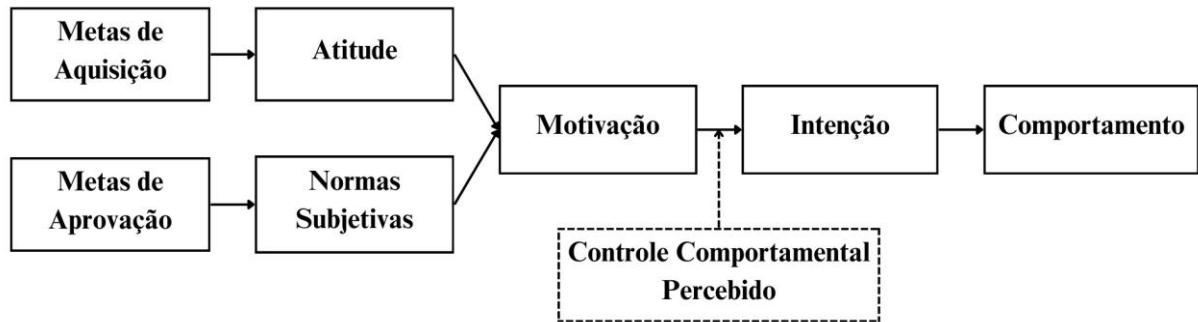 Metas de
Aquisição
Atitude
Metas de
Aprovação
Normas
Subjetivas
Motivação
Intenção
Comportamento
Controle Comportamental
Percebido